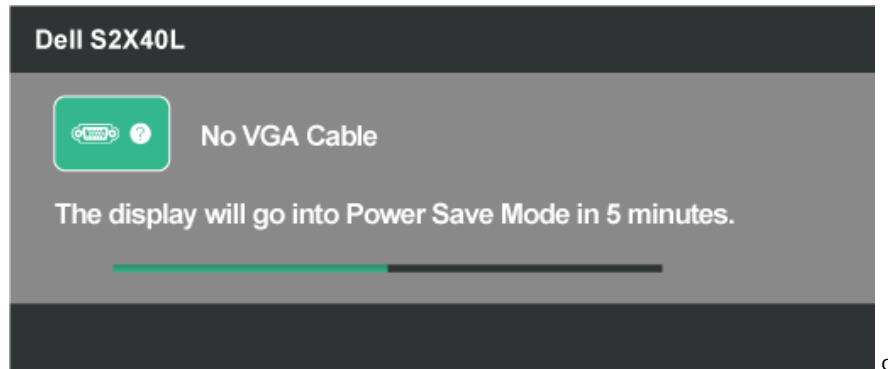 Dell S2X40L
No VGA Cable
The display will go into Power Save Mode in 5 minutes.